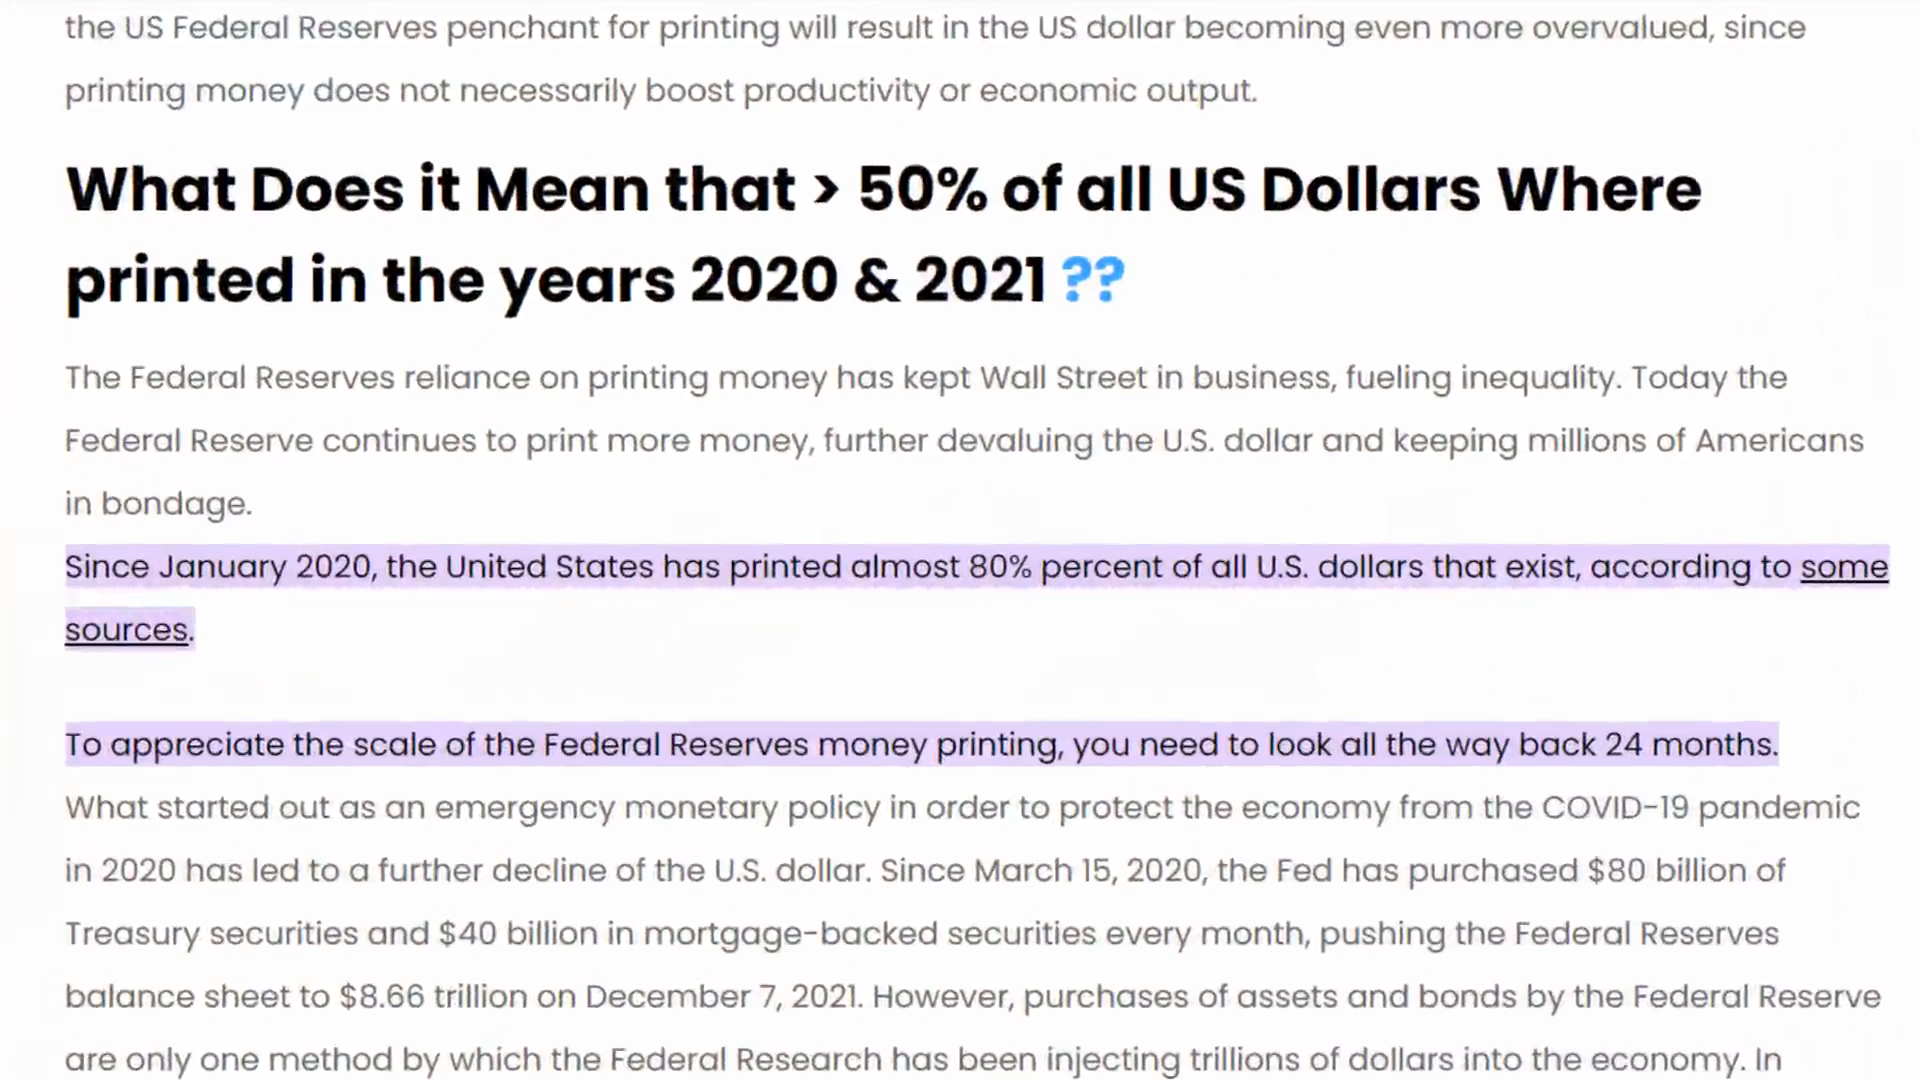 the US Federal Reserves penchant for printing will result in the US dollar becoming even more overvalued, since
printing money does not necessarily boost productivity or economic output.
What Does it Mean that > 50% of all US Dollars Where
printed in the years 2020 & 2021 ??
The Federal Reserves reliance on printing money has kept Wall Street in business, fueling inequality. Today the
Federal Reserve continues to print more money, further devaluing the U.S. dollar and keeping millions of Americans
in bondage.
Since January 2020, the United States has printed almost 80% percent of all U.S. dollars that exist, according to some
sources.
To appreciate the scale of the Federal Reserves money printing, you need to look all the way back 24 months.
What started out as an emergency monetary policy in order to protect the economy from the COVID-19 pandemic
in 2020 has led to a further decline of the U.S. dollar. Since March 15, 2020, the Fed has purchased $80 billion of
Treasury securities and $40 billion in mortgage-backed securities every month, pushing the Federal Reserves
balance sheet to $8.66 trillion on December 7, 2021. However, purchases of assets and bonds by the Federal Reserve
are only one method by which the Federal Research has been injecting trillions of dollars into the economy. In